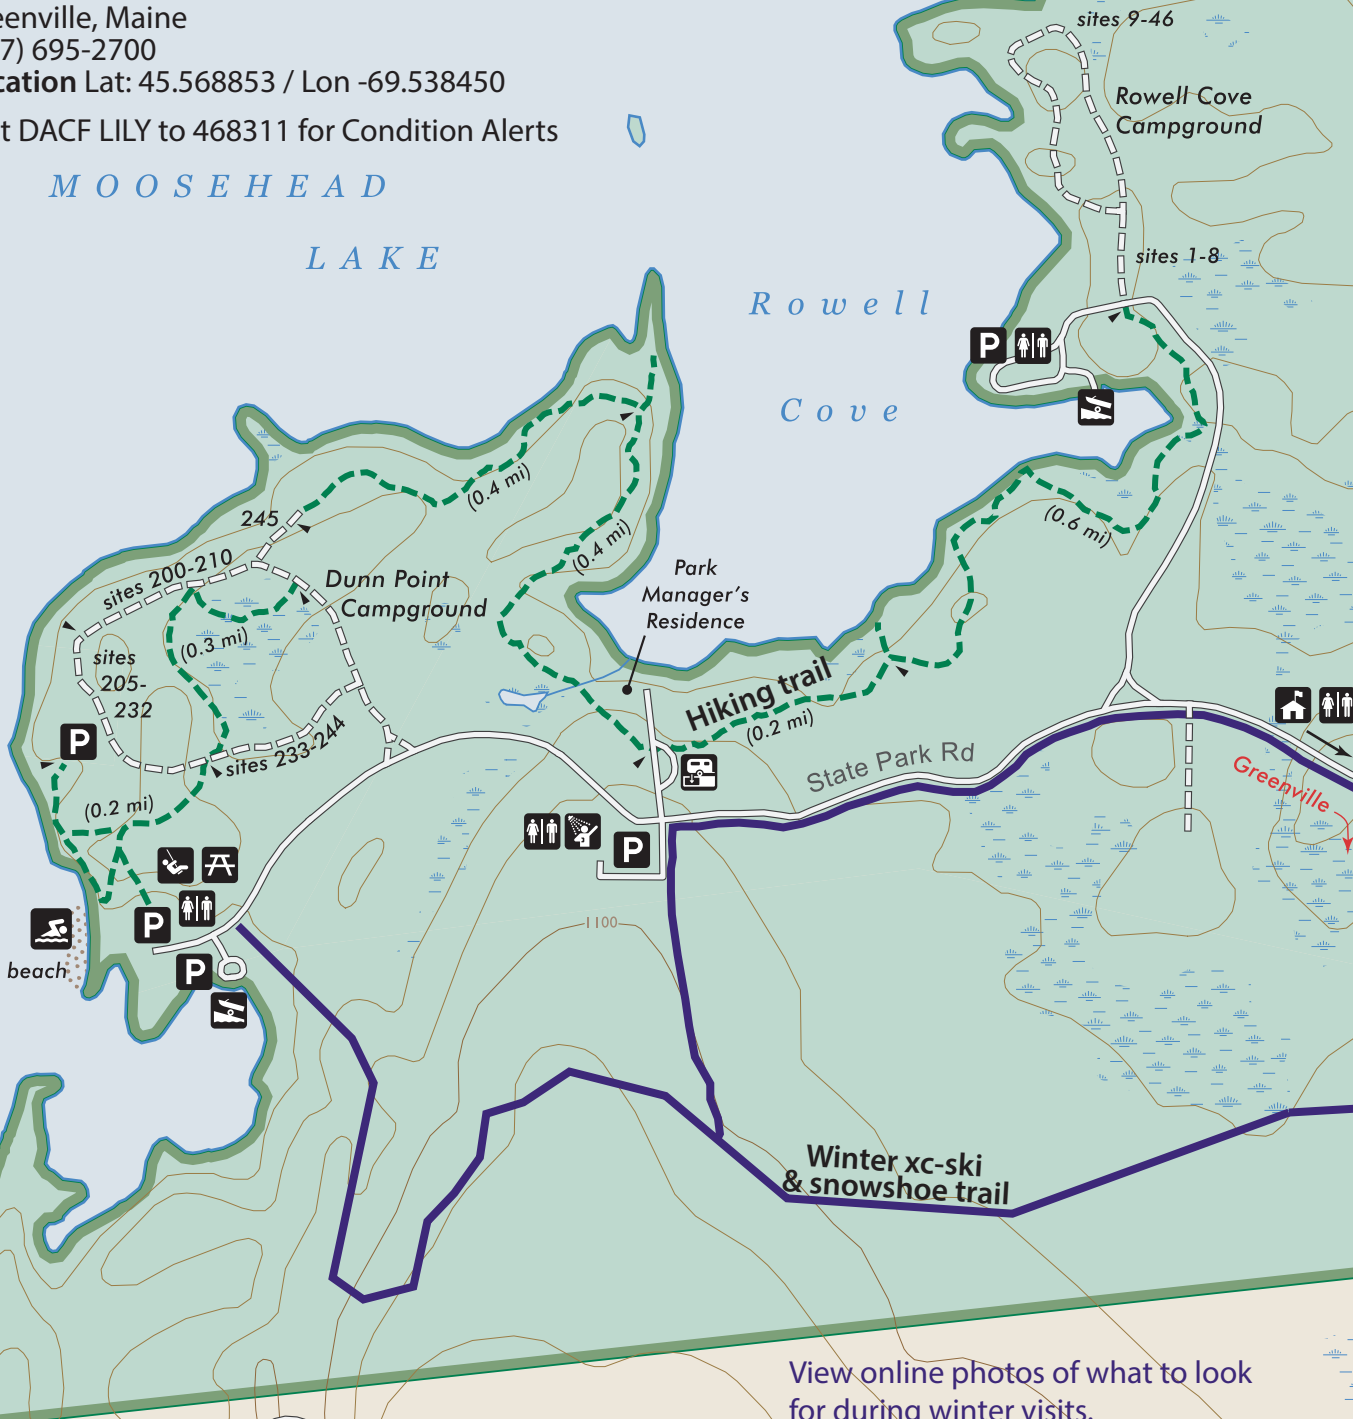 eenville, Maine
7) 695-2700
cation Lat: 45.568853 / Lon -69.538450
t DACF LILY to 468311 for Condition Alerts
MOOSEHEAD
LAKE
Rowell
Cove
sites 9-46
Rowell Cove
Campground
sites 1-8
P
P
245
(0.4 mi)
(0.4 mi)
(0.6 mi)
sites 200-210
Dunn Point
Campground
Park
Manager's
Residence
(0.3 mi)
sites
205-
232
sites 233-244
Hiking trail
(0.2 mi)
State Park Rd
Greenville
(0.2 mi)
P
P
P
beach
1100
Winter xc-ski
& snowshoe trail
View online photos of what to look
for during winter visits.